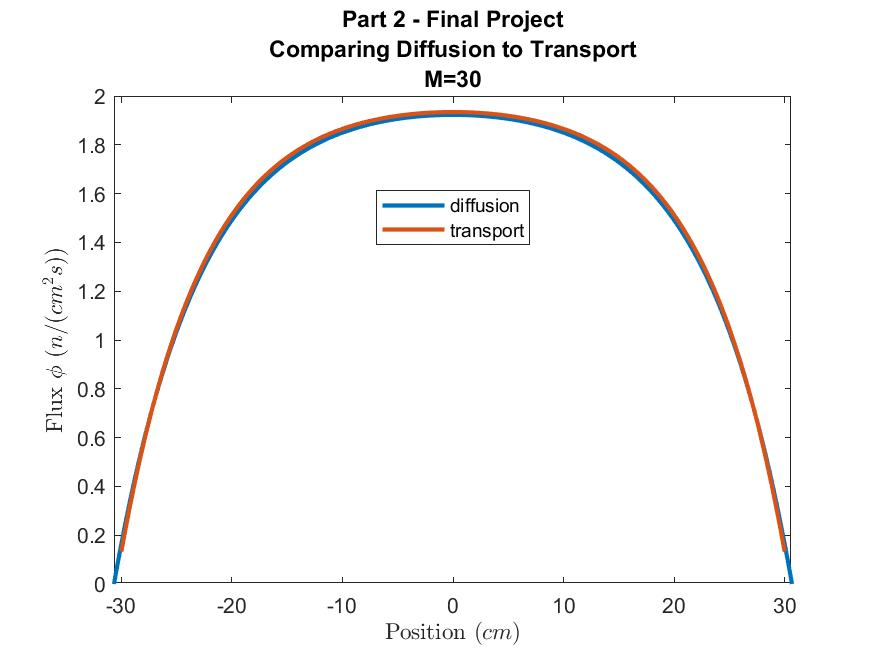 Part 2 - Final Project
Comparing Diffusion to Transport
M=30
2
1.8
1.6
1.4
1.2
1
0.8
0.6
0.4
0.2
0
Flux ϕ (n/(cm²s))
diffusion
transport
-30 -20 -10 0 10 20 30
Position (cm)